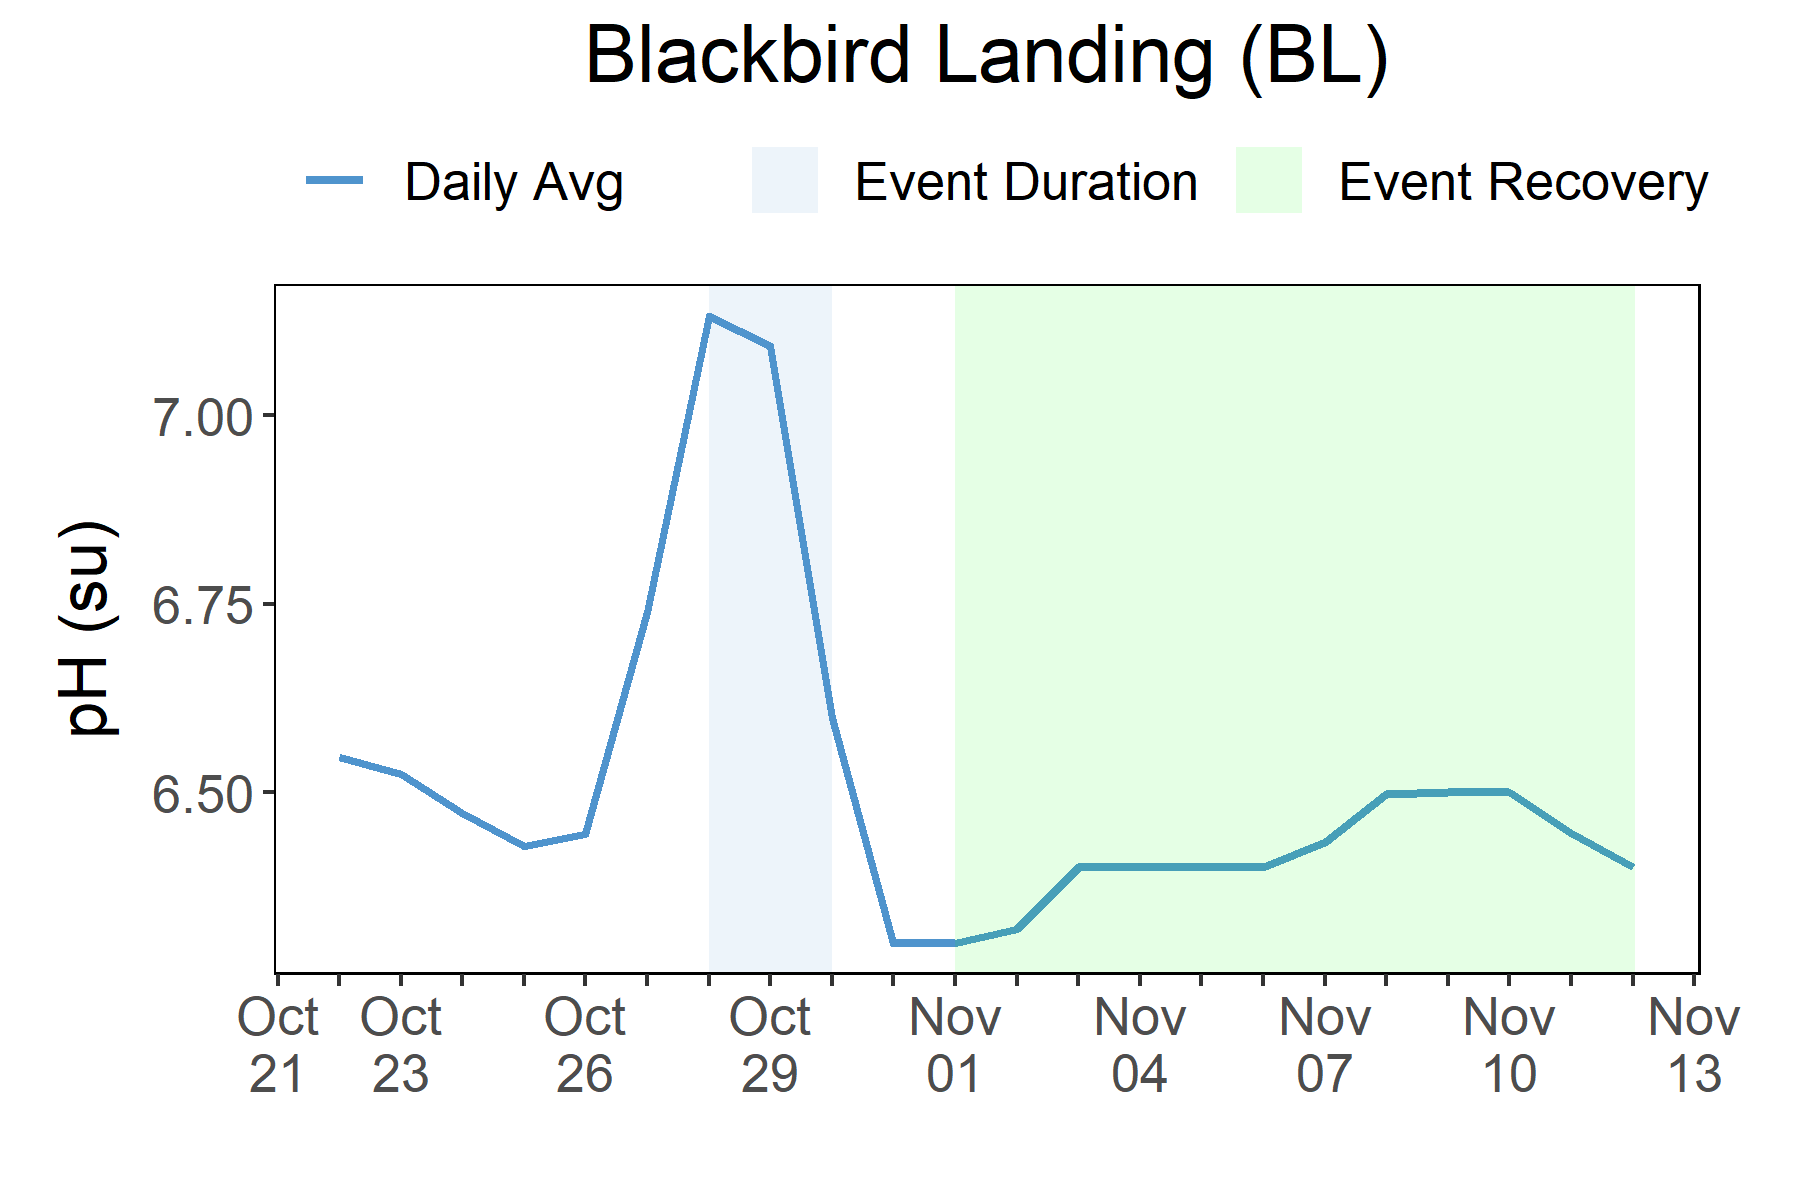 Blackbird Landing (BL)
Daily Avg Event Duration Event Recovery
pH (su)
7.00
6.75
6.50
Oct Oct Oct Oct Nov Nov Nov Nov Nov
21 23 26 29 01 04 07 10 13